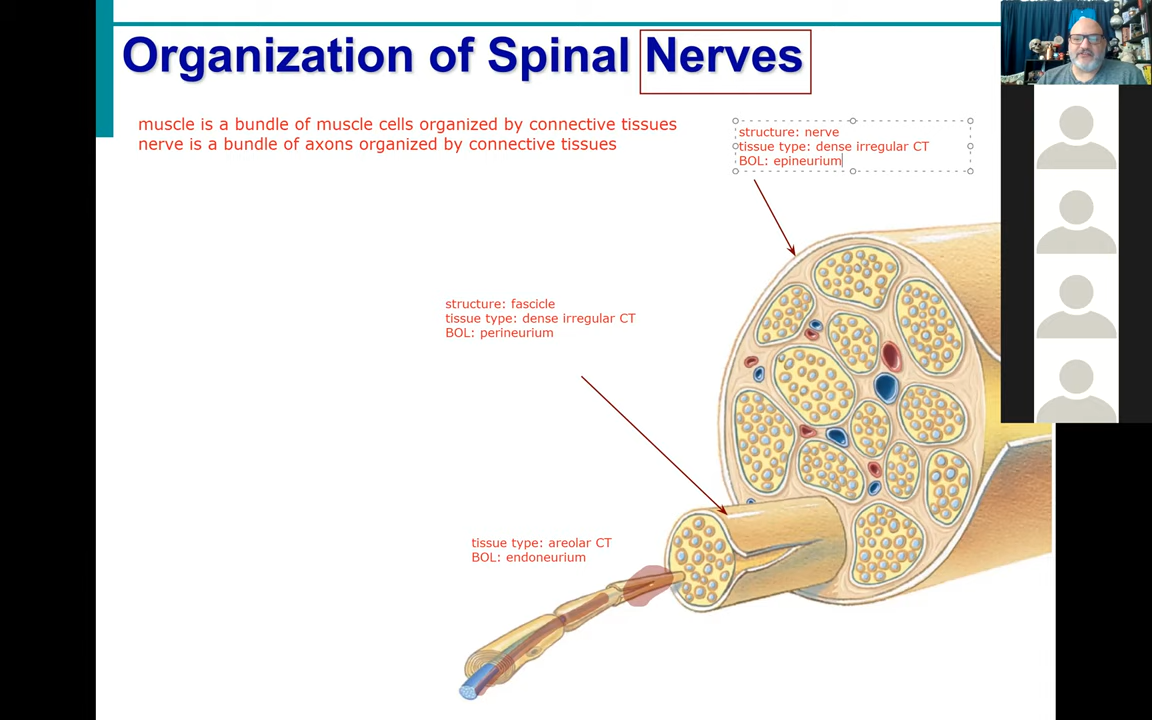 Organization of Spinal Nerves
muscle is a bundle of muscle cells organized by connective tissues
nerve is a bundle of axons organized by connective tissues
structure: nerve
tissue type: dense irregular CT
BOL: epineurium
structure: fascicle
tissue type: dense irregular CT
BOL: perineurium
tissue type: areolar CT
BOL: endoneurium